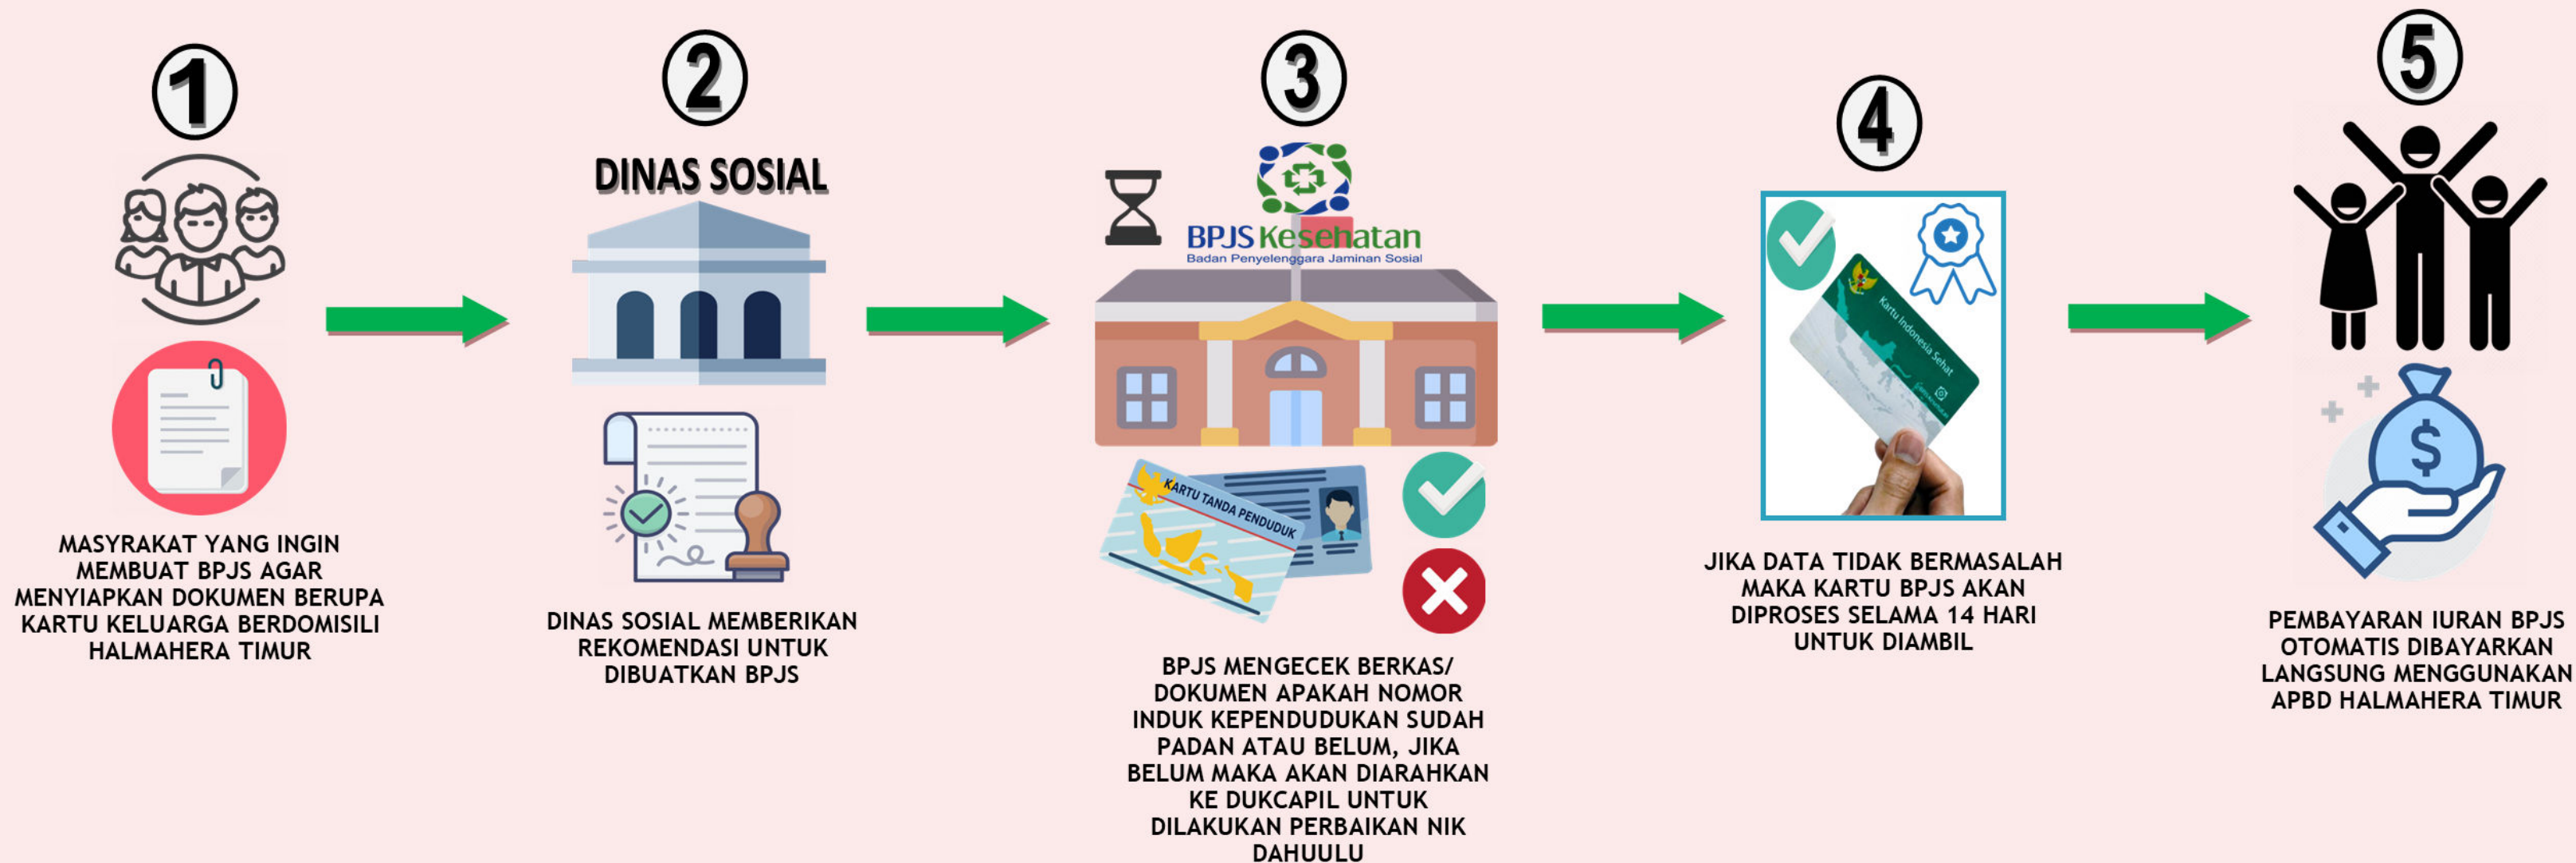 1
MASYRAKAT YANG INGIN
MEMBUAT BPJS AGAR
MENYIAPKAN DOKUMEN BERUPA
KARTU KELUARGA BERDOMISILI
HALMAHERA TIMUR
2
DINAS SOSIAL
DINAS SOSIAL MEMBERIKAN
REKOMENDASI UNTUK
DIBUATKAN BPJS
3
BPJS Kesehatan
Badan Penyelenggara Jaminan Sosial
KARTU TANDA PENDUDUK
BPJS MENGECEK BERKAS/
DOKUMEN APAKAH NOMOR
INDUK KEPENDUDUKAN SUDAH
PADAN ATAU BELUM, JIKA
BELUM MAKA AKAN DIARAHKAN
KE DUKCAPIL UNTUK
DILAKUKAN PERBAIKAN NIK
DAHUULU
4
Kartu Indonesia Sehat
JIKA DATA TIDAK BERMASALAH
MAKA KARTU BPJS AKAN
DIPROSES SELAMA 14 HARI
UNTUK DIAMBIL
5
$
PEMBAYARAN IURAN BPJS
OTOMATIS DIBAYARKAN
LANGSUNG MENGGUNAKAN
APBD HALMAHERA TIMUR